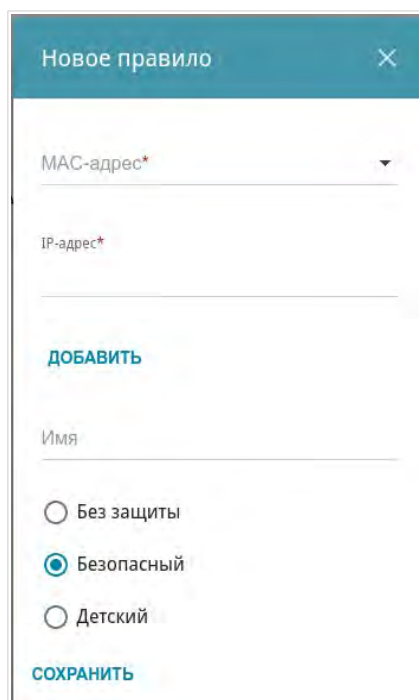 Новое правило
MAC-адрес*
IP-адрес*
ДОБАВИТЬ
Имя
Без защиты
Безопасный
Детский
СОХРАНИТЬ